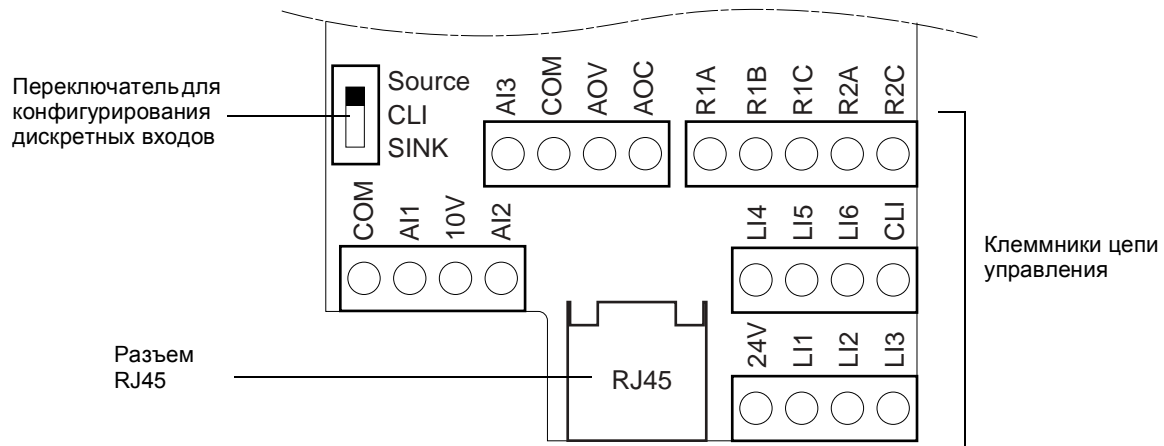 Переключатель для
конфигурирования
дискретных входов
Source
CLI
SINK
AI3 COM AOV AOC
R1A R1B R1C R2A R2C
COM AI1 10V AI2
LI4 LI5 LI6 CLI
Клеммники цепи
управления
24V LI1 LI2 LI3
Разъем
RJ45
RJ45